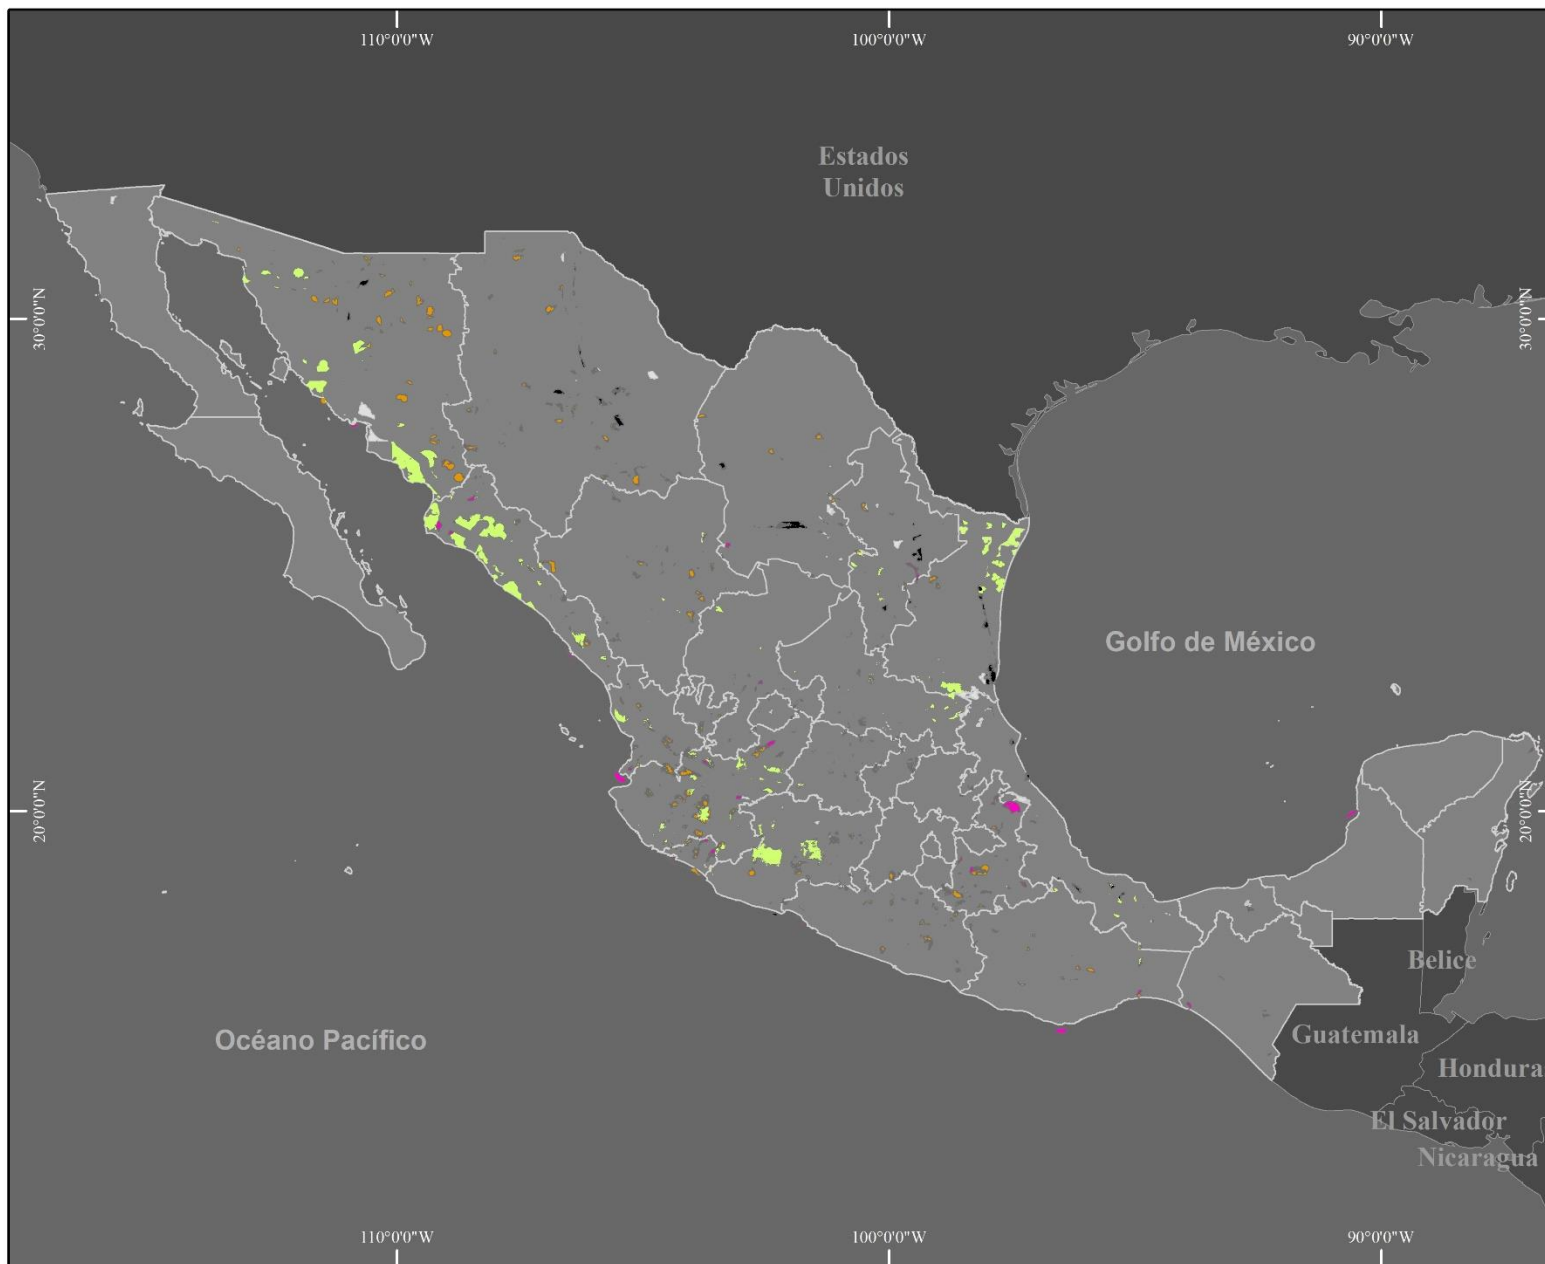 110°0'0"W
100°0'0"W
90°0'0"W
Estados
Unidos
30°0'0"N
30°0'0"N
Golfo de México
20°0'0"N
20°0'0"N
Belice
Océano Pacífico
Guatemala
Hondura
El Salvador
Nicaragua
110°0'0"W
100°0'0"W
90°0'0"W